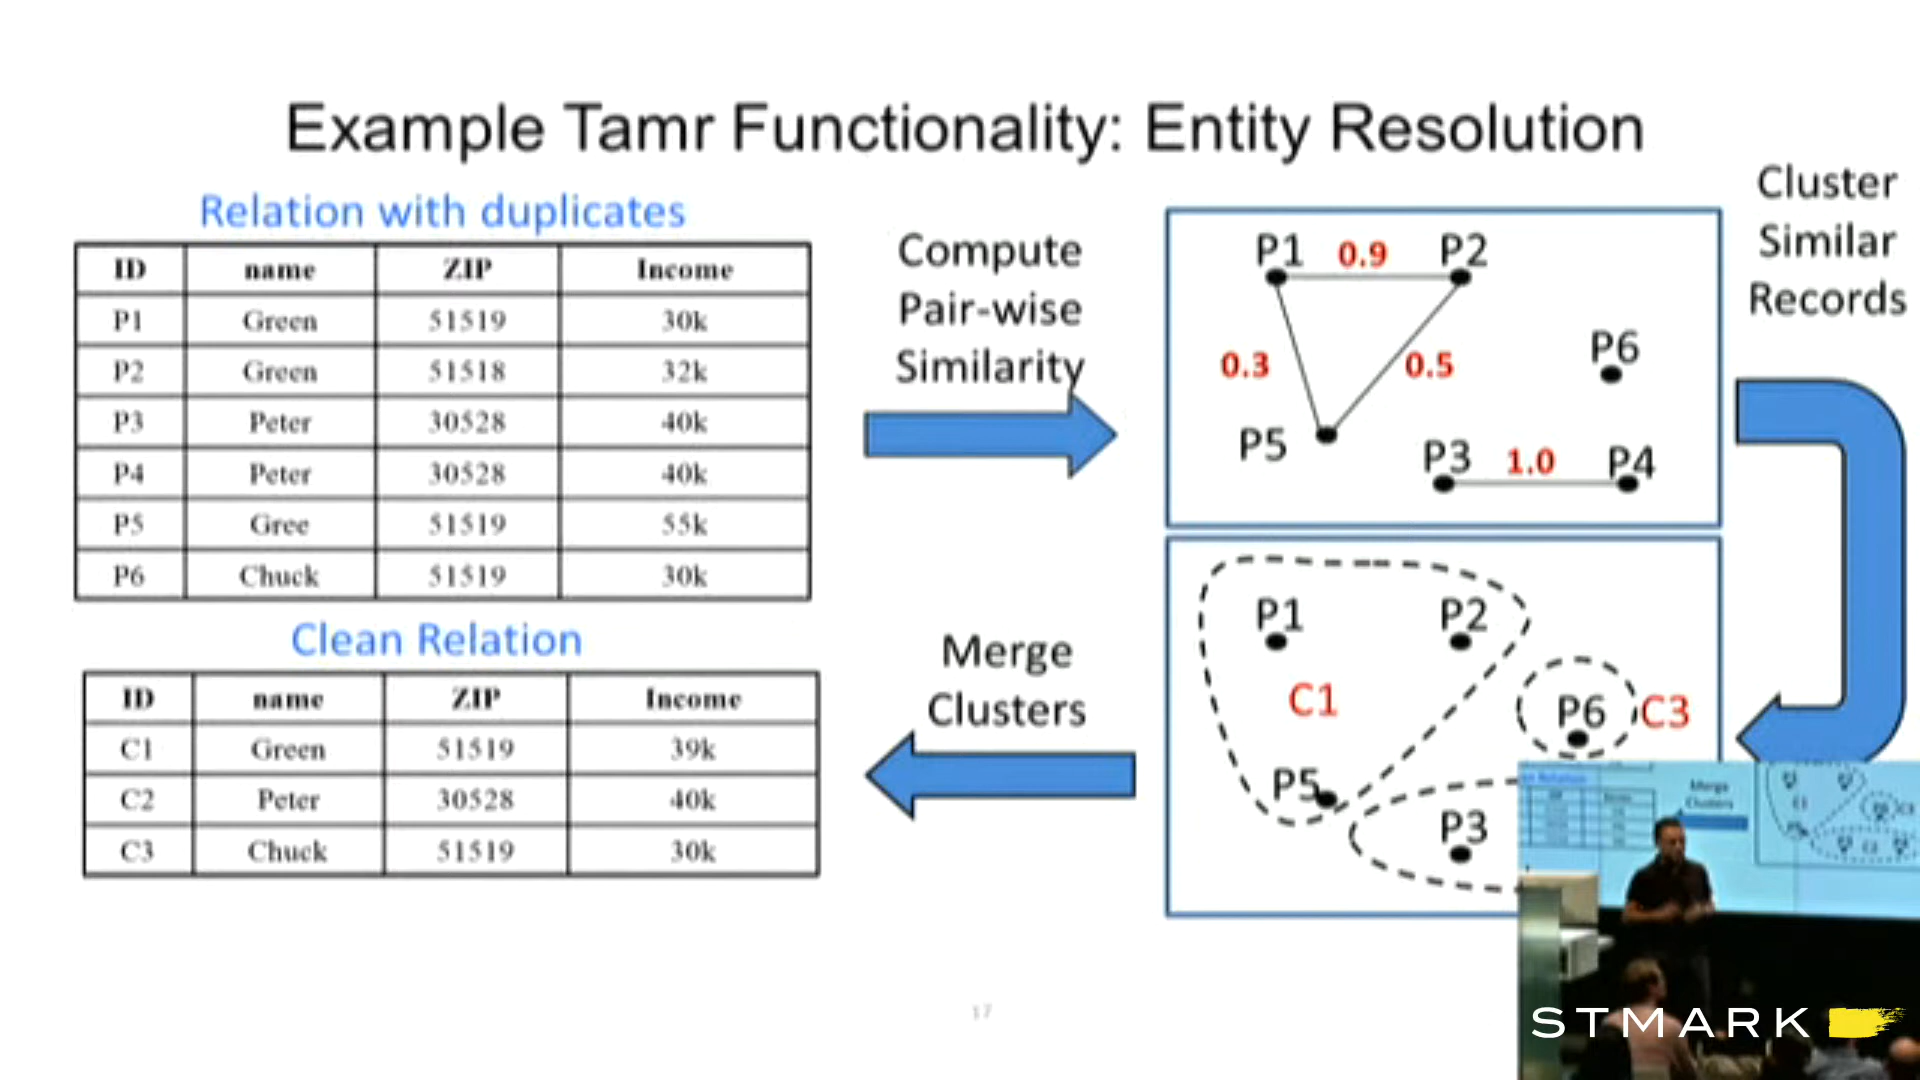 Example Tamr Functionality: Entity Resolution
Relation with duplicates
ID name ZIP Income
P1 Green 51519 30k
P2 Green 51518 32k
P3 Peter 30528 40k
P4 Peter 30528 40k
P5 Gree 51519 55k
P6 Chuck 51519 30k
Clean Relation
ID name ZIP Income
C1 Green 51519 39k
C2 Peter 30528 40k
C3 Chuck 51519 30k
Compute
Pair-wise
Similarity
P1 0.9 P2
0.3 0.5
P6
P5
P3 1.0 P4
Cluster
Similar
Records
P1 P2
C1
P6 C3
P5
P3
Merge
Clusters
Merge
Clusters
17
STMARK